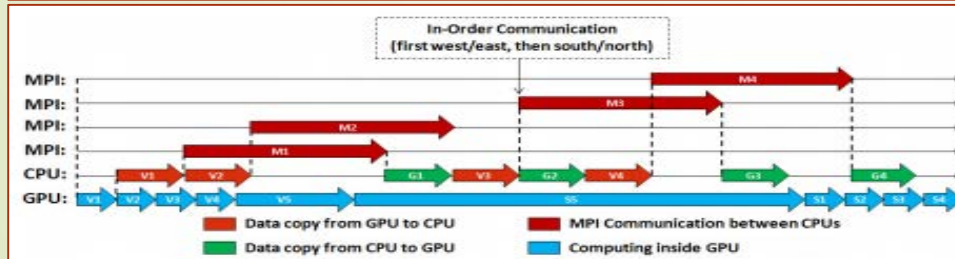 In-Order Communication
(first west/east, then south/north)
MPI: M4
MPI: M3
MPI: M2
MPI: M1
CPU: V1 V2 G1 V3 G2 V4 G3 G4
GPU: V1 V2 V3 V4 V5 S5 S1 S2 S3 S4
Data copy from GPU to CPU
MPI Communication between CPUs
Data copy from CPU to GPU
Computing inside GPU